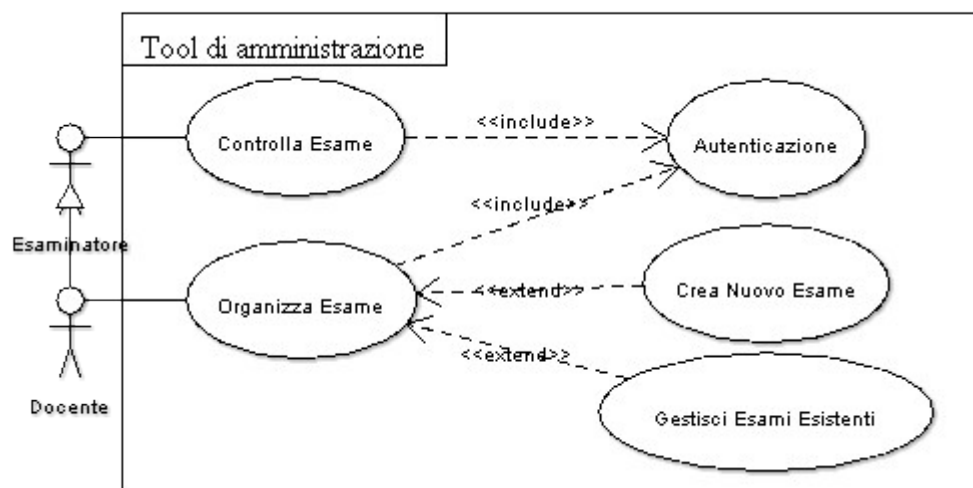 Tool di amministrazione
Controlla Esame
<<include>>
Autenticazione
Esaminatore
<<include>>
Organizza Esame
<<extend>>
Crea Nuovo Esame
<<extend>>
Docente
Gestisci Esami Esistenti